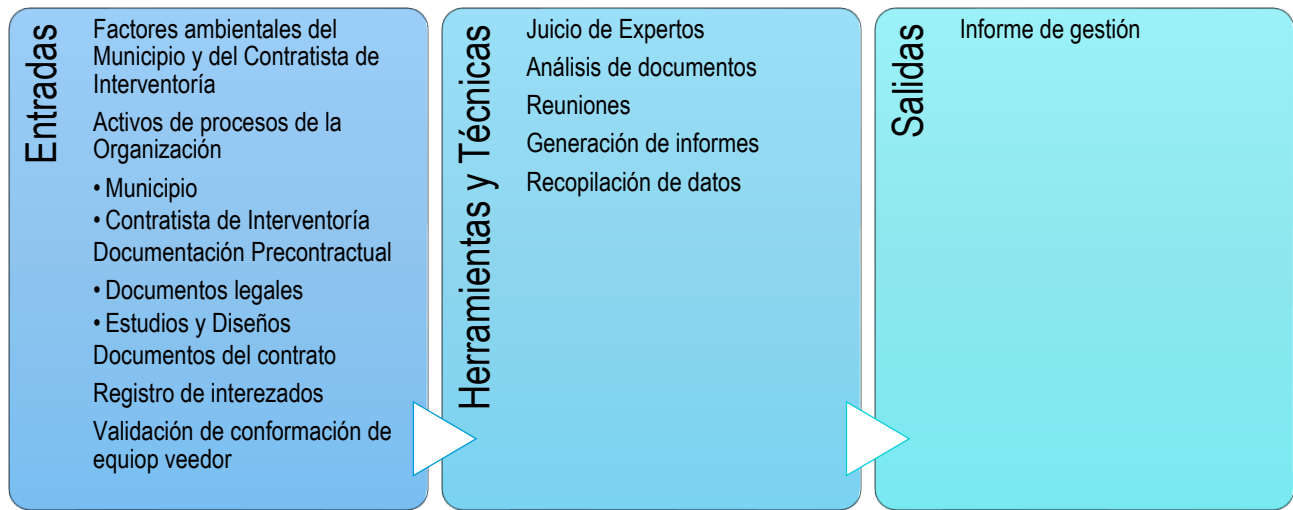 Entradas
Factores ambientales del
Municipio y del Contratista de
Interventoría
Activos de procesos de la
Organización
• Municipio
• Contratista de Interventoría
Documentación Precontractual
• Documentos legales
• Estudios y Diseños
Documentos del contrato
Registro de interezados
Validación de conformación de
equiop veedor
Herramientas y Técnicas
Juicio de Expertos
Análisis de documentos
Reuniones
Generación de informes
Recopilación de datos
Salidas
Informe de gestión